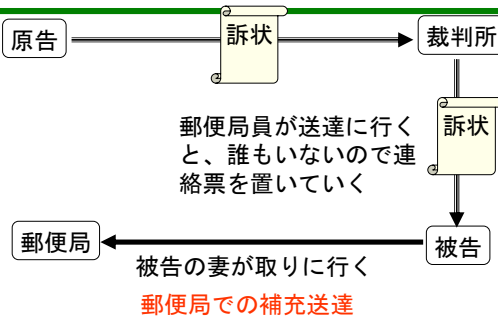 原告
訴状
裁判所
郵便局員が送達に行く
と、誰もいないので連
絡票を置いていく
訴状
郵便局
被告
被告の妻が取りに行く
郵便局での補充送達